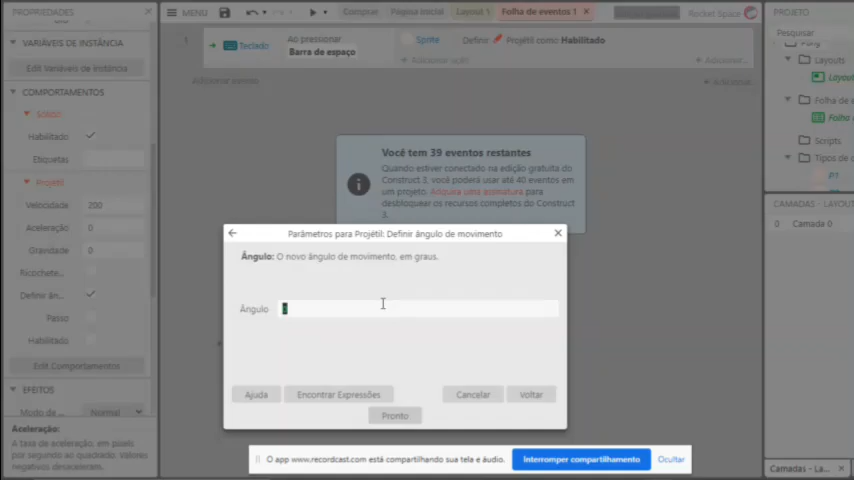 PROPRIEDADES
VARIÁVEIS DE INSTÂNCIA
Edit Variáveis de Instância
COMPORTAMENTOS
Sólido
Habilitado
Etiquetas
Projétil
Velocidade 200
Aceleração 0
Gravidade 0
Ricochete...
Definir ân...
Passo
Habilitado
Edit Comportamentos
EFEITOS
Modo de ... Normal
Aceleração:
A taxa de aceleração, em pixels
por segundo ao quadrado. Valores
negativos desaceleram.
MENU
Comprar
Página inicial
Layout 1
Folha de eventos 1
Rocket Space
1
Teclado
Ao pressionar
Barra de espaço
Sprite
Definir Projétil como Habilitado
Adicionar ação
Adicionar...
Adicionar evento
Adicionar
Você tem 39 eventos restantes
Quando estiver conectado na edição gratuita do
Construct 3, você poderá usar até 40 eventos em
um projeto. Adquira uma assinatura para
desbloquear os recursos completos do Construct
3.
Parâmetros para Projétil: Definir ângulo de movimento
Ângulo: O novo ângulo de movimento, em graus.
Ângulo
Ajuda
Encontrar Expressões
Cancelar
Voltar
Pronto
O app www.recordcast.com está compartilhando sua tela e áudio.
Interromper compartilhamento
Ocultar
PROJETO
Pesquisar
Layouts
Layou
Folha de e
Folha
Scripts
Tipos de o
P1
CAMADAS - LAYOUT
0 Camada 0
Camadas - La...